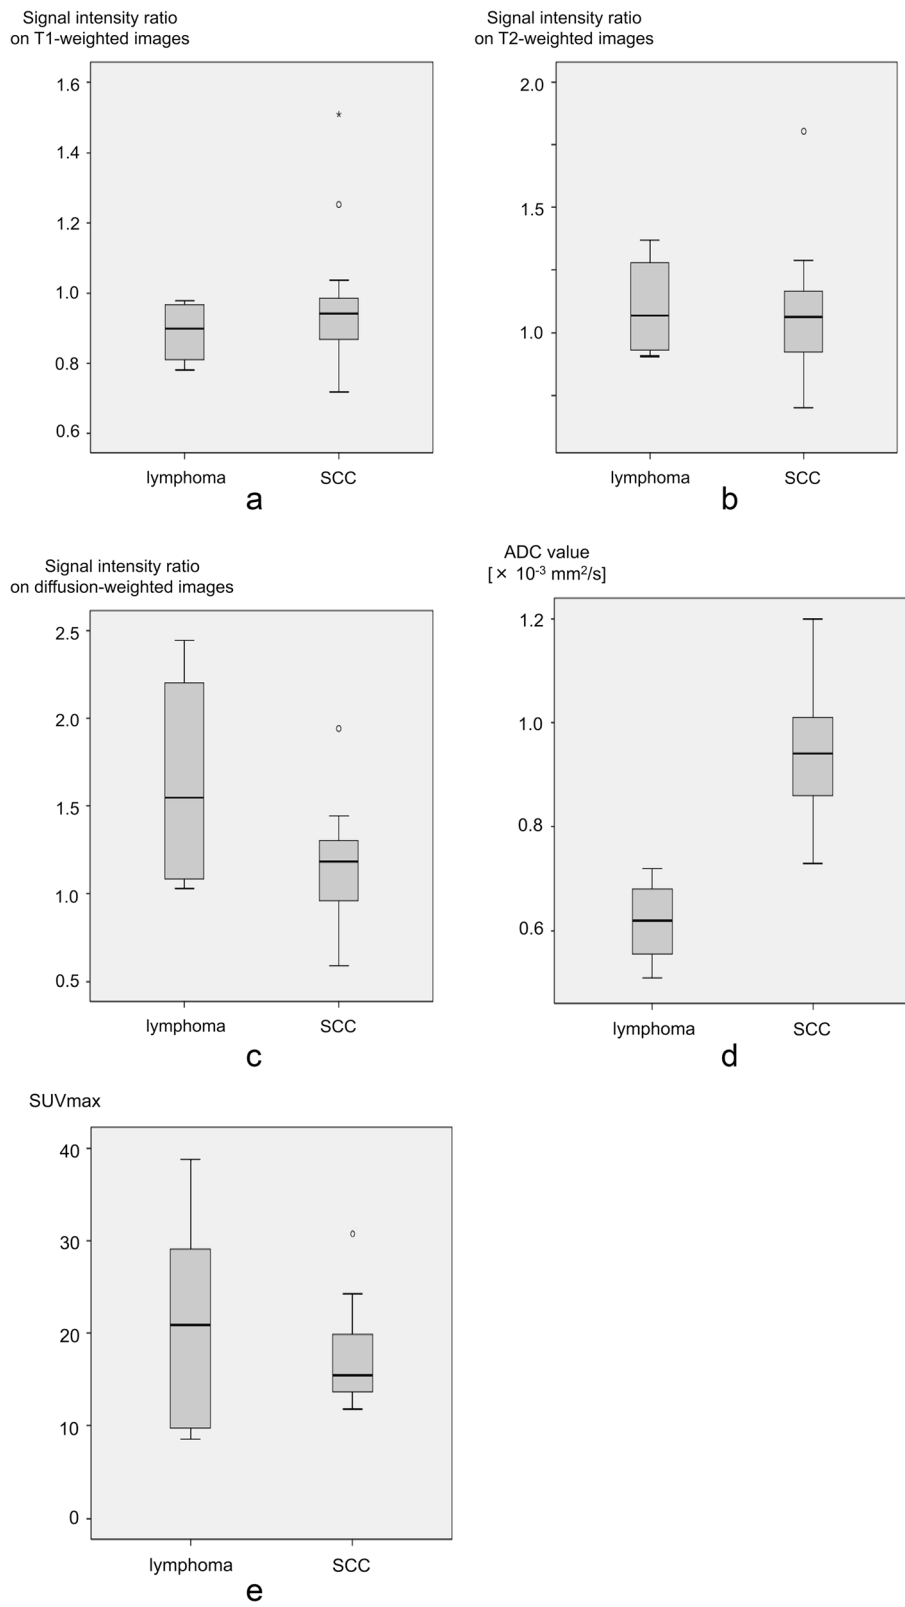 Signal intensity ratio
on T1-weighted images
1.6
1.4
1.2
1.0
0.8
0.6
lymphoma
SCC
a
Signal intensity ratio
on T2-weighted images
2.0
1.5
1.0
lymphoma
SCC
b
Signal intensity ratio
on diffusion-weighted images
2.5
2.0
1.5
1.0
0.5
lymphoma
SCC
c
ADC value
[× 10-3 mm2/s]
1.2
1.0
0.8
0.6
lymphoma
SCC
d
SUVmax
40
30
20
10
0
lymphoma
SCC
e